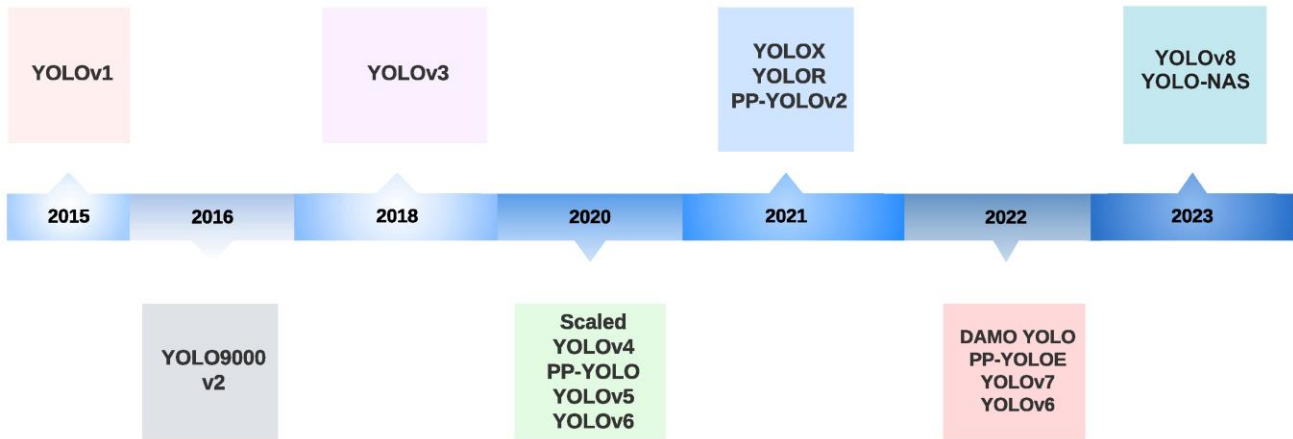 YOLOv1
YOLOv3
YOLOX
YOLOR
PP-YOLOv2
YOLOv8
YOLO-NAS
2015
2016
2018
2020
2021
2022
2023
YOLO9000
v2
Scaled
YOLOv4
PP-YOLO
YOLOv5
YOLOv6
DAMO YOLO
PP-YOLOE
YOLOv7
YOLOv6